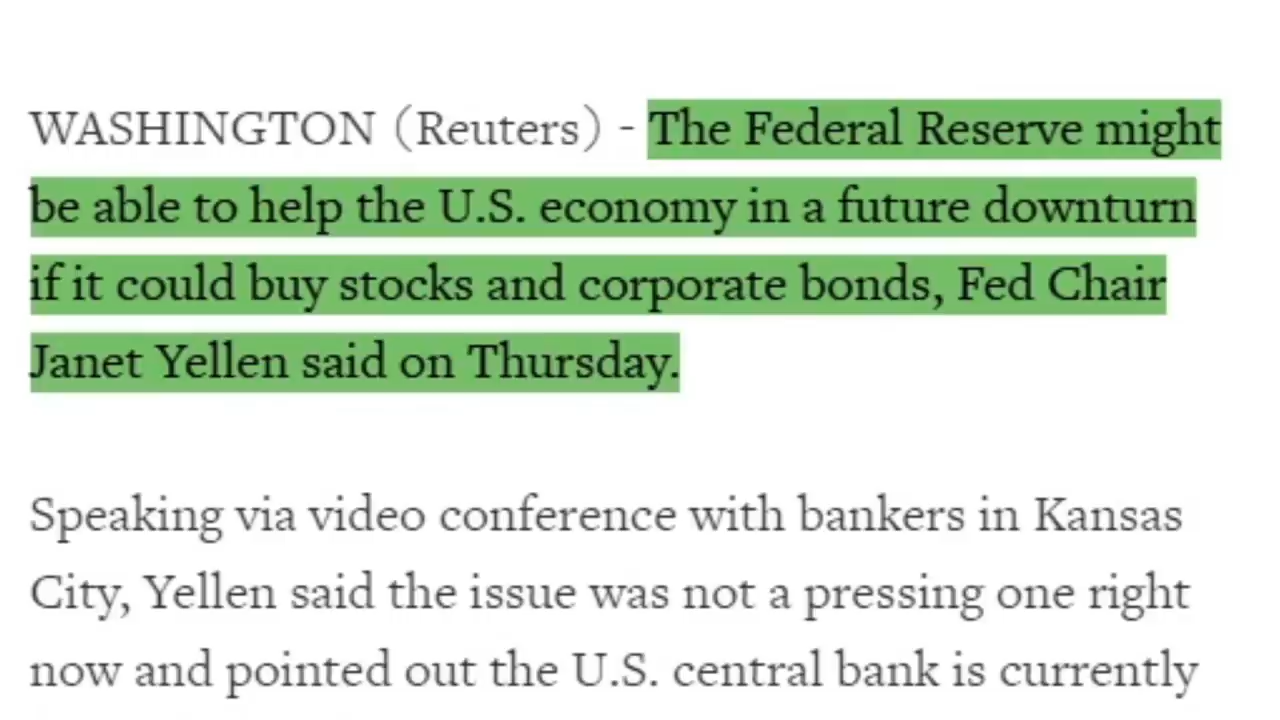 WASHINGTON (Reuters) - The Federal Reserve might
be able to help the U.S. economy in a future downturn
if it could buy stocks and corporate bonds, Fed Chair
Janet Yellen said on Thursday.
Speaking via video conference with bankers in Kansas
City, Yellen said the issue was not a pressing one right
now and pointed out the U.S. central bank is currently